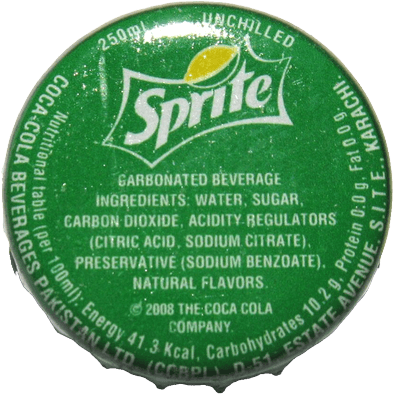 250ml UNCHILLED
Sprite
CARBONATED BEVERAGE
INGREDIENTS: WATER, SUGAR,
CARBON DIOXIDE, ACIDITY REGULATORS
(CITRIC ACID, SODIUM CITRATE),
PRESERVATIVE (SODIUM BENZOATE),
NATURAL FLAVORS.
© 2008 THE COCA COLA
COMPANY.
Nutritional table (per 100ml): Energy 41.3 Kcal, Carbohydrates 10.2 g, Protein 0.0 g, Fat 0.0 g.
COCA-COLA BEVERAGES PAKISTAN LTD. (CCBPL), D-51, ESTATE AVENUE, S.I.T.E., KARACHI.